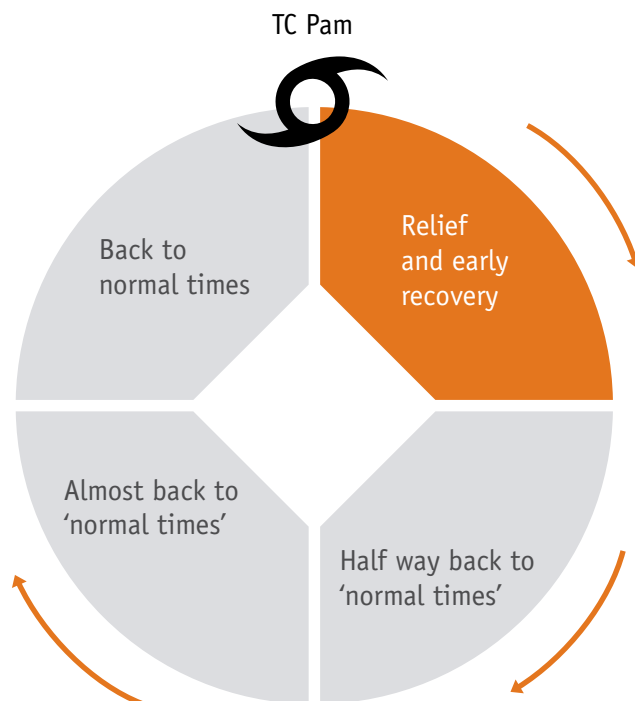 TC Pam
Relief
and early
recovery
Half way back to
‘normal times’
Almost back to
‘normal times’
Back to
normal times